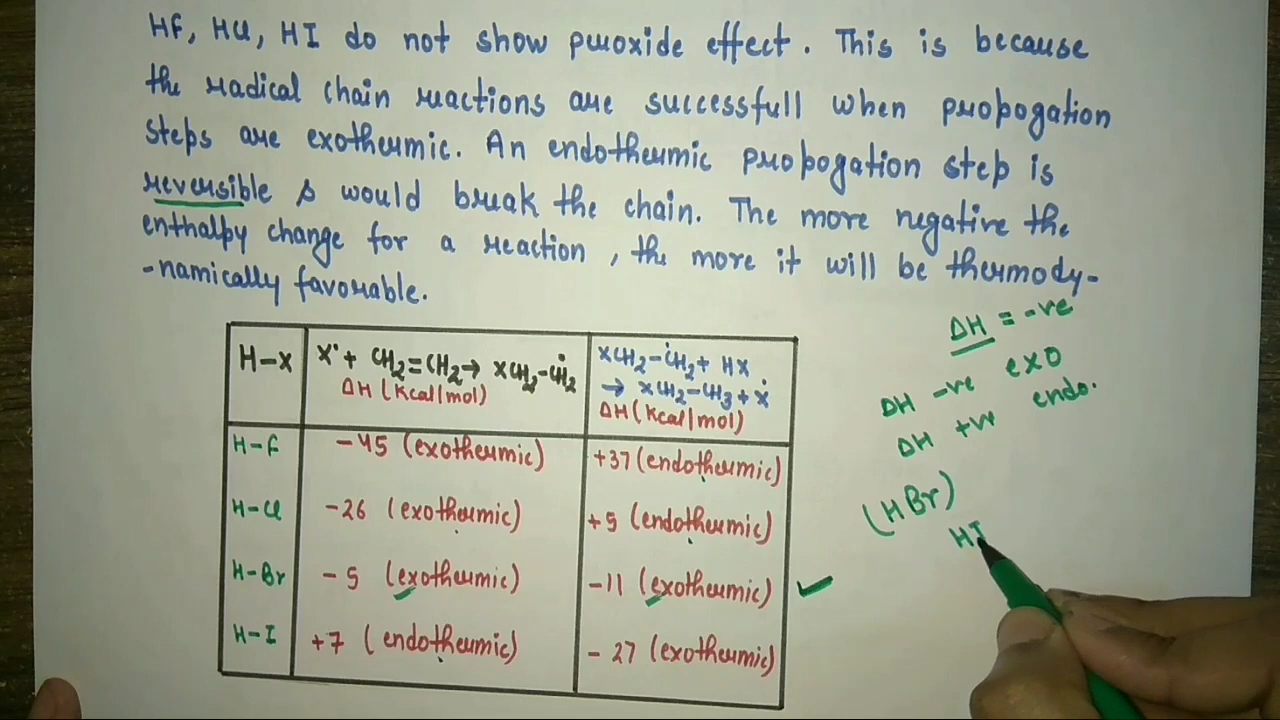 HF, HCl, HI do not show peroxide effect. This is because
the radical chain reactions are successfull when propogation
steps are exothermic. An endothermic propogation step is
reversible & would break the chain. The more negative the
enthalpy change for a reaction, the more it will be thermody-
-namically favorable.
H-X
X• + CH2=CH2→ XCH2-ĊH2
ΔH (Kcal/mol)
XCH2-ĊH2+ HX
→ XCH2-CH3+Ẋ
ΔH (Kcal/mol)
H-F -45 (exothermic) +37 (endothermic)
H-Cl -26 (exothermic) +5 (endothermic)
H-Br -5 (exothermic) -11 (exothermic) ✓
H-I +7 (endothermic) -27 (exothermic)
ΔH = -ve
ΔH -ve exo
ΔH +ve endo.
(HBr)
HI